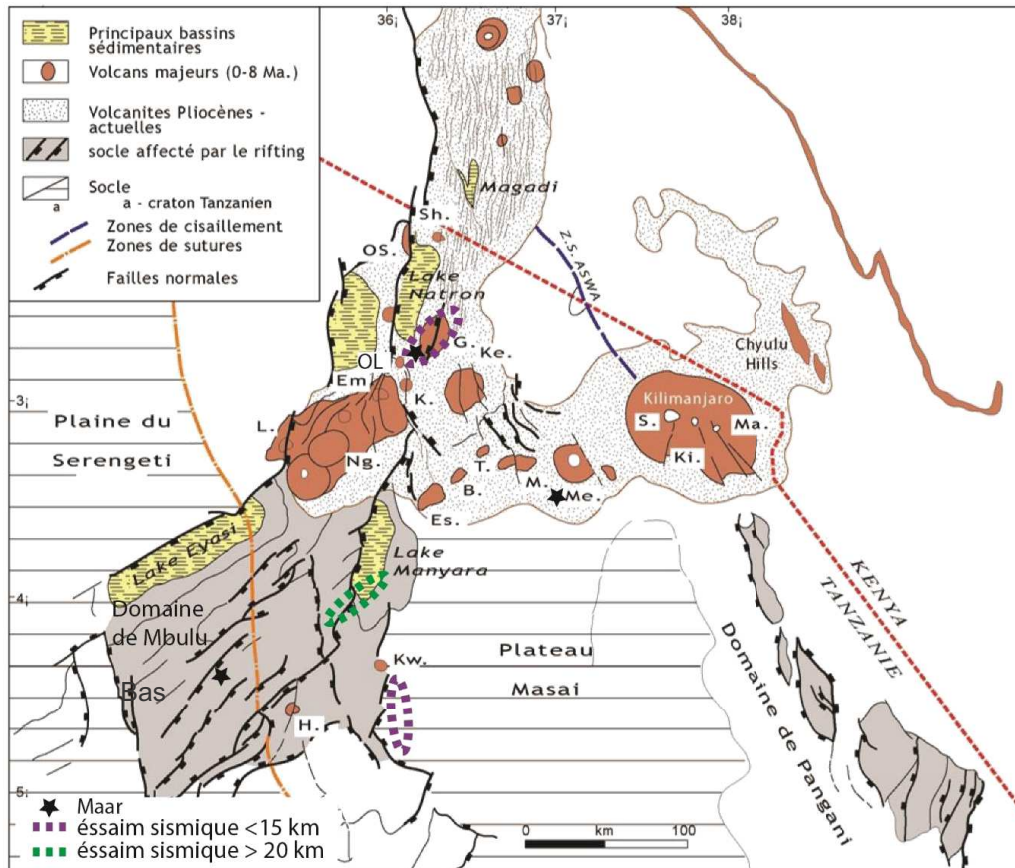 Principaux bassins
sédimentaires
Volcans majeurs (0-8 Ma.)
Volcanites Pliocènes -
actuelles
socle affecté par le rifting
Socle
a
a - craton Tanzanien
Zones de cisaillement
Zones de sutures
Failles normales
36¡
37¡
38¡
Magadi
Sh.
OS.
Lake
Natron
Z.S. ASWA
G.
OL
Ke.
Em
K.
Chyulu
Hills
3¡
Kilimanjaro
S.
Ma.
Ki.
Plaine du
Serengeti
L.
Ng.
T.
B.
M.
Me.
Es.
Lake Eyasi
Lake
Manyara
KENYA
TANZANIE
4¡
Domaine
de Mbulu
Bas
Kw.
Plateau
Masai
H.
Domaine de Pangani
5¡
Maar
éssaim sismique <15 km
éssaim sismique > 20 km
0 km 100